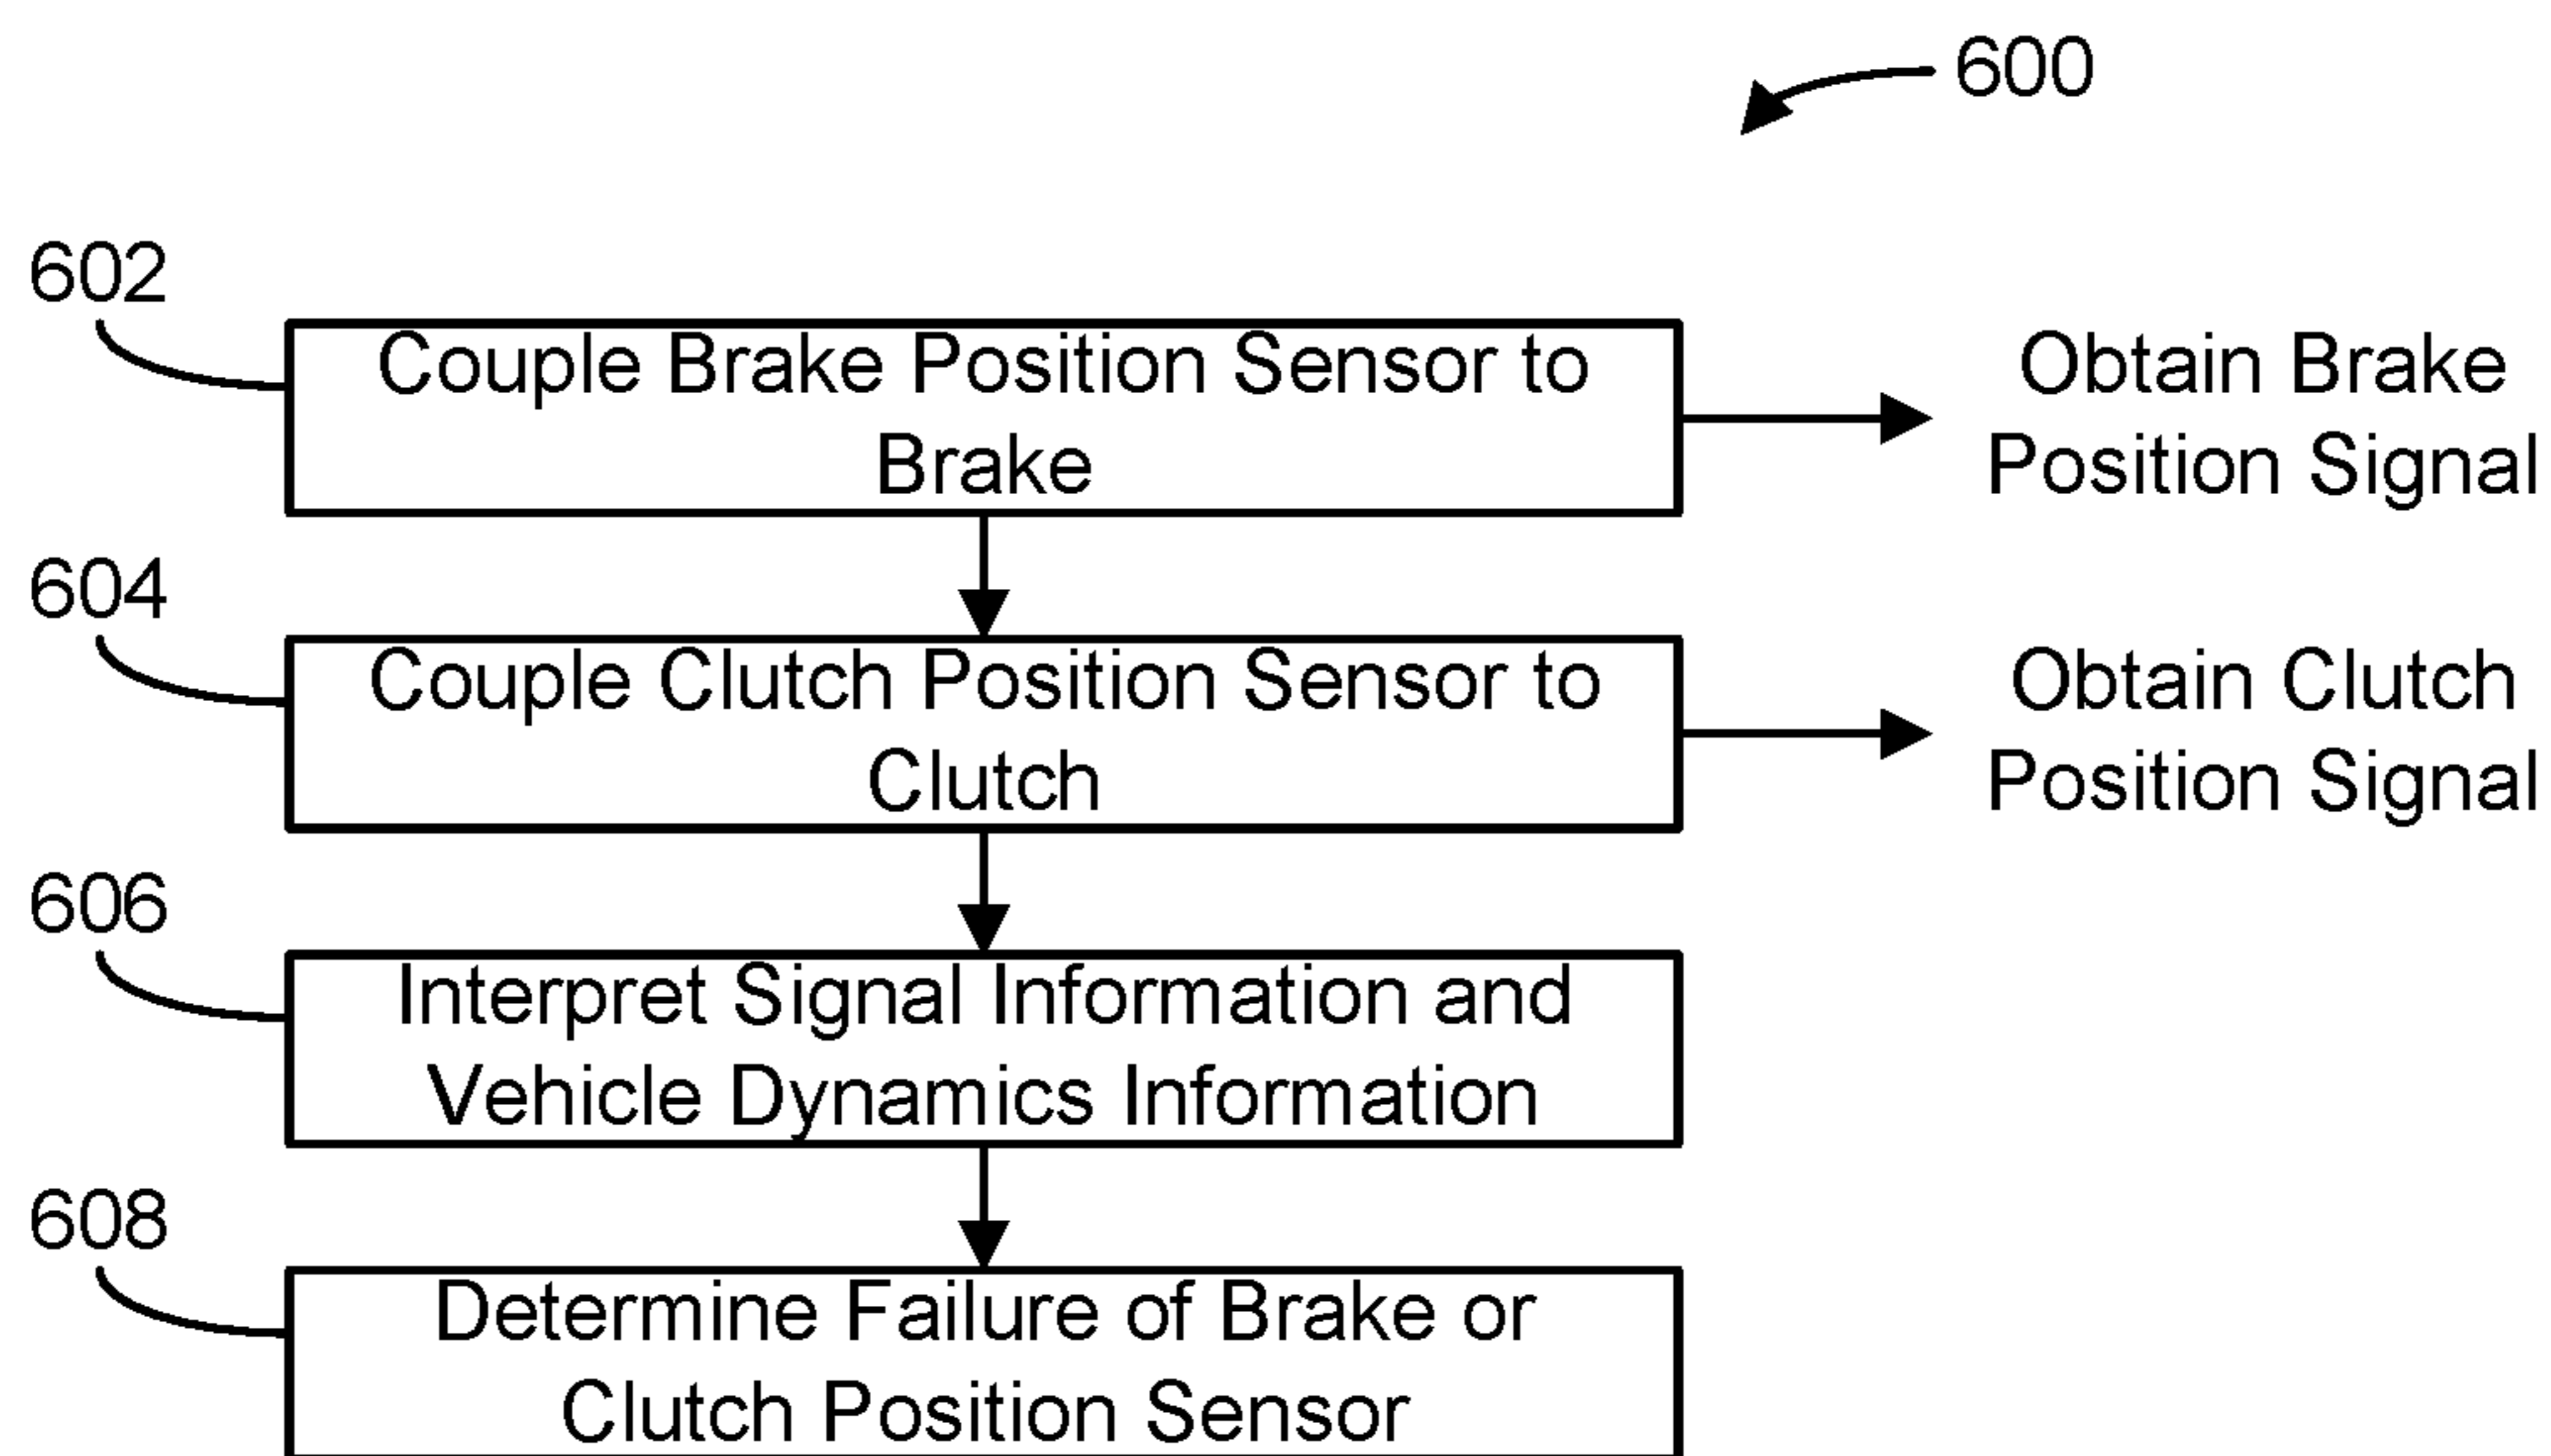 600
602
Couple Brake Position Sensor to
Brake
Obtain Brake
Position Signal
604
Couple Clutch Position Sensor to
Clutch
Obtain Clutch
Position Signal
606
Interpret Signal Information and
Vehicle Dynamics Information
608
Determine Failure of Brake or
Clutch Position Sensor